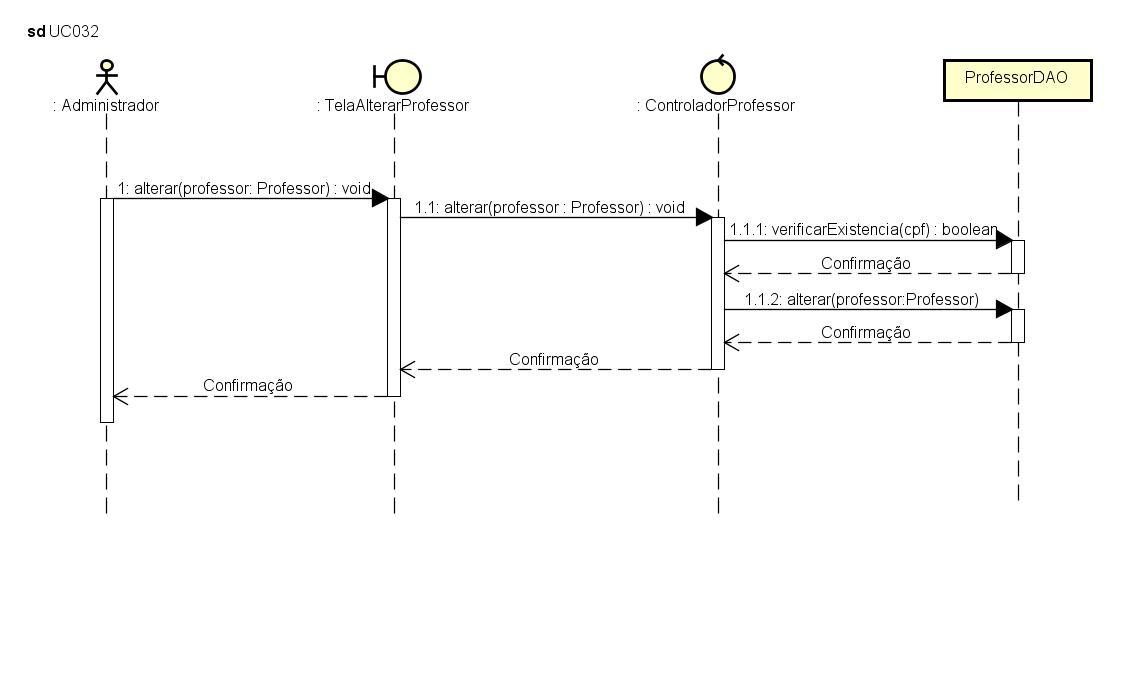 sd UC032
: Administrador
: TelaAlterarProfessor
: ControladorProfessor
ProfessorDAO
1: alterar(professor: Professor) : void
1.1: alterar(professor : Professor) : void
1.1.1: verificarExistencia(cpf) : boolean
Confirmação
1.1.2: alterar(professor:Professor)
Confirmação
Confirmação
Confirmação